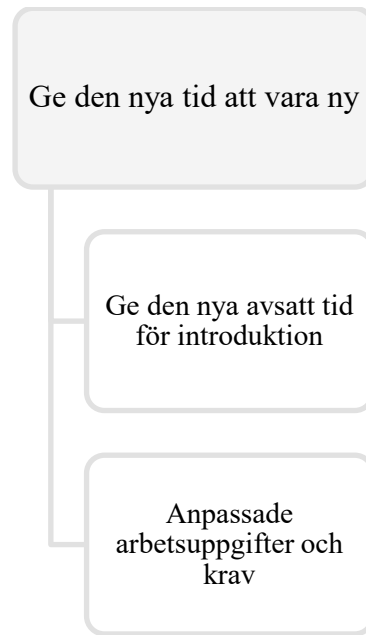 Ge den nya tid att vara ny
Ge den nya avsatt tid
för introduktion
Anpassade
arbetsuppgifter och
krav